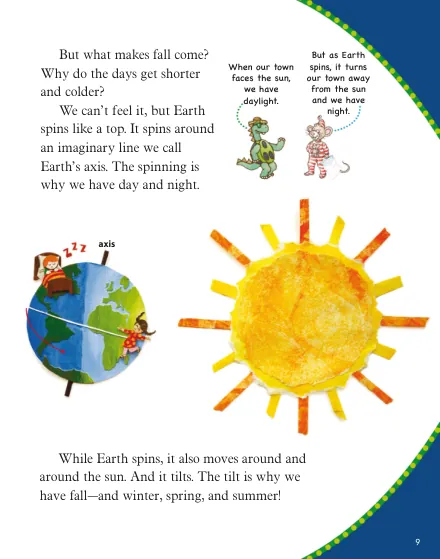 But what makes fall come?
Why do the days get shorter
and colder?
We can’t feel it, but Earth
spins like a top. It spins around
an imaginary line we call
Earth’s axis. The spinning is
why we have day and night.
When our town
faces the sun,
we have
daylight.
But as Earth
spins, it turns
our town away
from the sun
and we have
night.
zzz
axis
While Earth spins, it also moves around and
around the sun. And it tilts. The tilt is why we
have fall—and winter, spring, and summer!
9